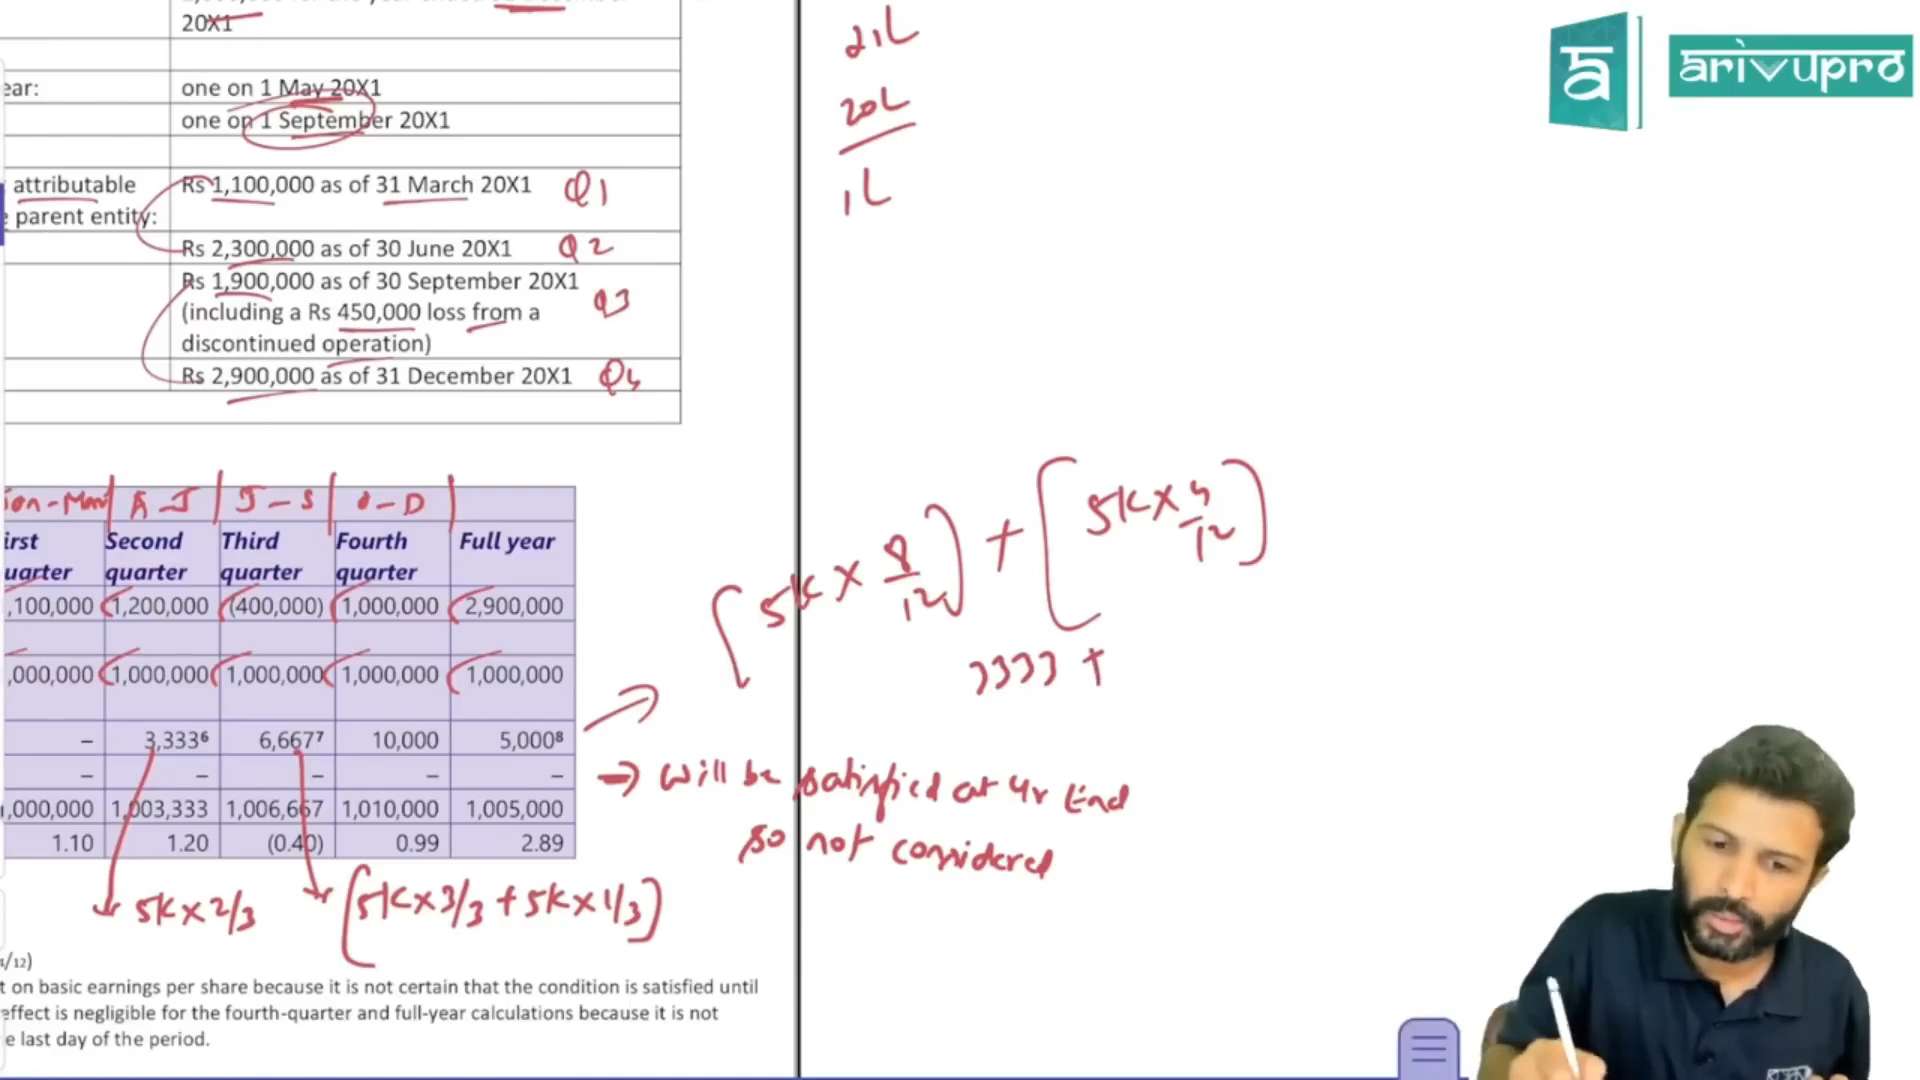 20X1
ear:
one on 1 May 20X1
one on 1 September 20X1
attributable
Rs 1,100,000 as of 31 March 20X1 Q1
parent entity:
Rs 2,300,000 as of 30 June 20X1 Q2
Rs 1,900,000 as of 30 September 20X1
(including a Rs 450,000 loss from a Q3
discontinued operation)
Rs 2,900,000 as of 31 December 20X1 Q4
21L
20L
1L
arivupro
A-J J-S O-D
irst Second Third Fourth Full year
uarter quarter quarter quarter
,100,000 1,200,000 (400,000) 1,000,000 2,900,000
,000,000 1,000,000 1,000,000 1,000,000 1,000,000
– 3,333⁶ 6,667⁷ 10,000 5,000⁸
– – – – –
,000,000 1,003,333 1,006,667 1,010,000 1,005,000
1.10 1.20 (0.40) 0.99 2.89
[5K × 8/12] + [5K × 4/12]
3333 +
→ will be satisfied at Yr End
so not considered
5K × 2/3 [5K × 3/3 + 5K × 1/3]
4/12)
t on basic earnings per share because it is not certain that the condition is satisfied until
effect is negligible for the fourth-quarter and full-year calculations because it is not
e last day of the period.